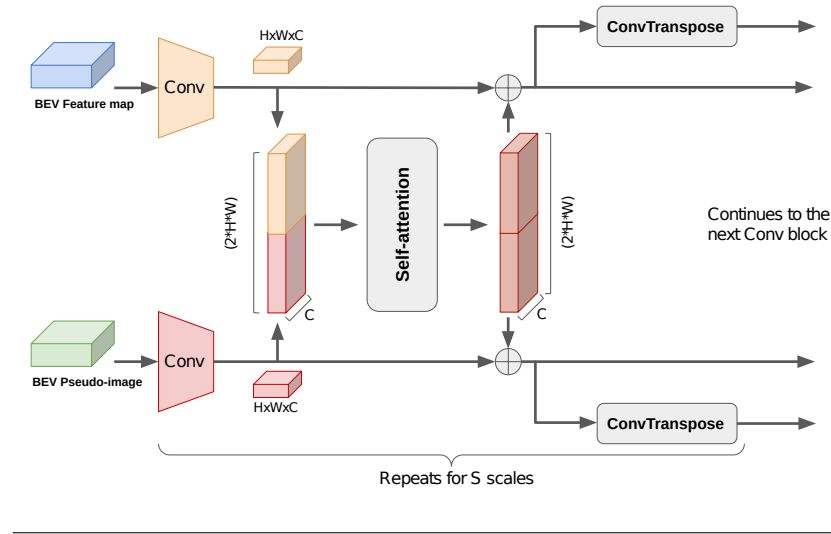 ConvTranspose
HxWxC
Conv
BEV Feature map
(2*H*W)
Self-attention
(2*H*W)
Continues to the
next Conv block
C
C
Conv
BEV Pseudo-image
HxWxC
ConvTranspose
Repeats for S scales